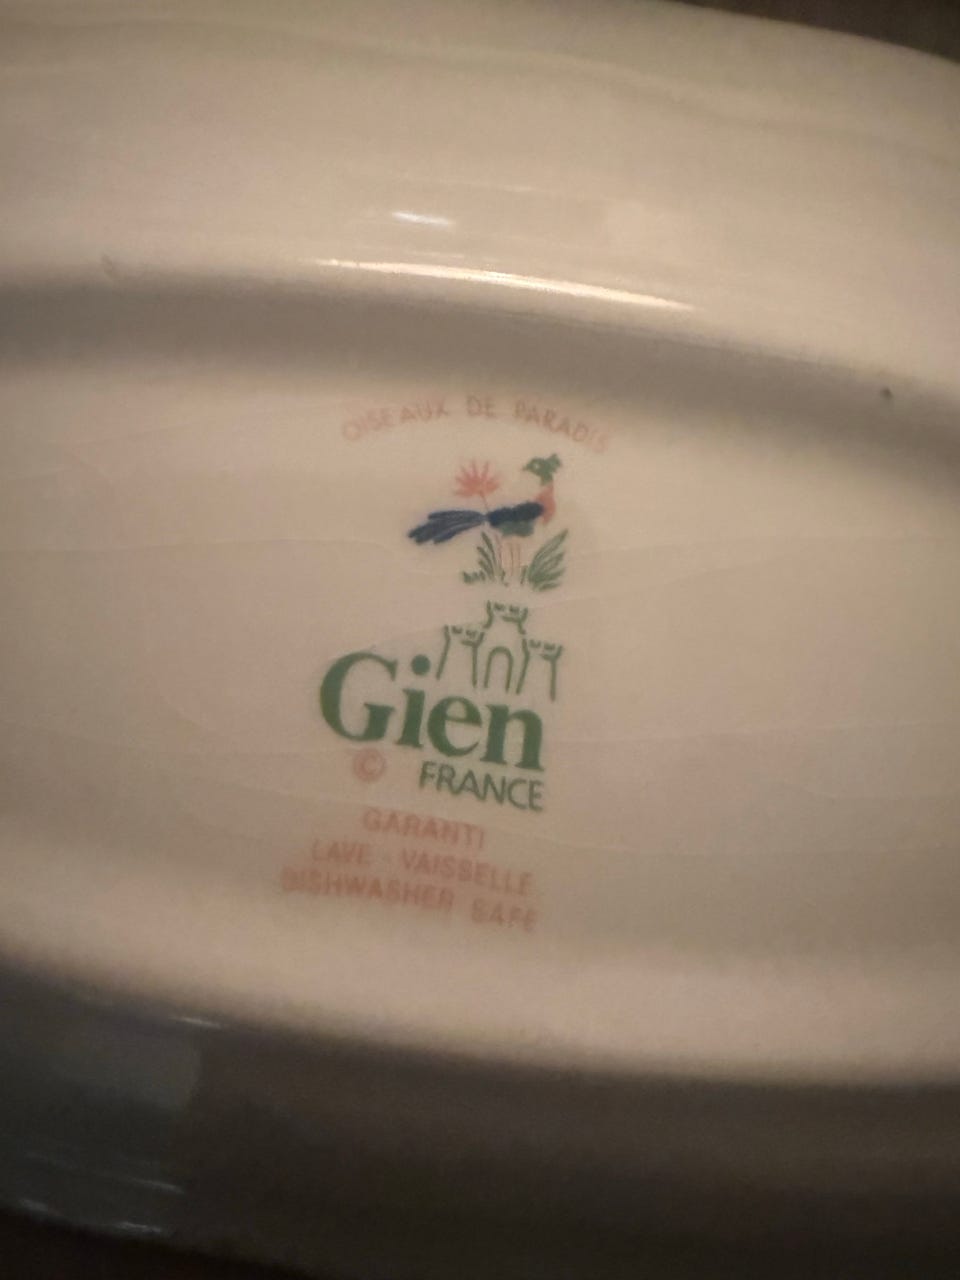 OISEAUX DE PARADIS
Gien
© FRANCE
GARANTI
LAVE - VAISSELLE
DISHWASHER SAFE